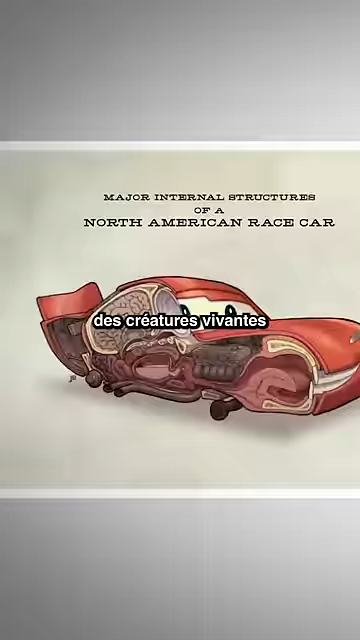 MAJOR INTERNAL STRUCTURES
OF A
NORTH AMERICAN RACE CAR
des créatures vivantes